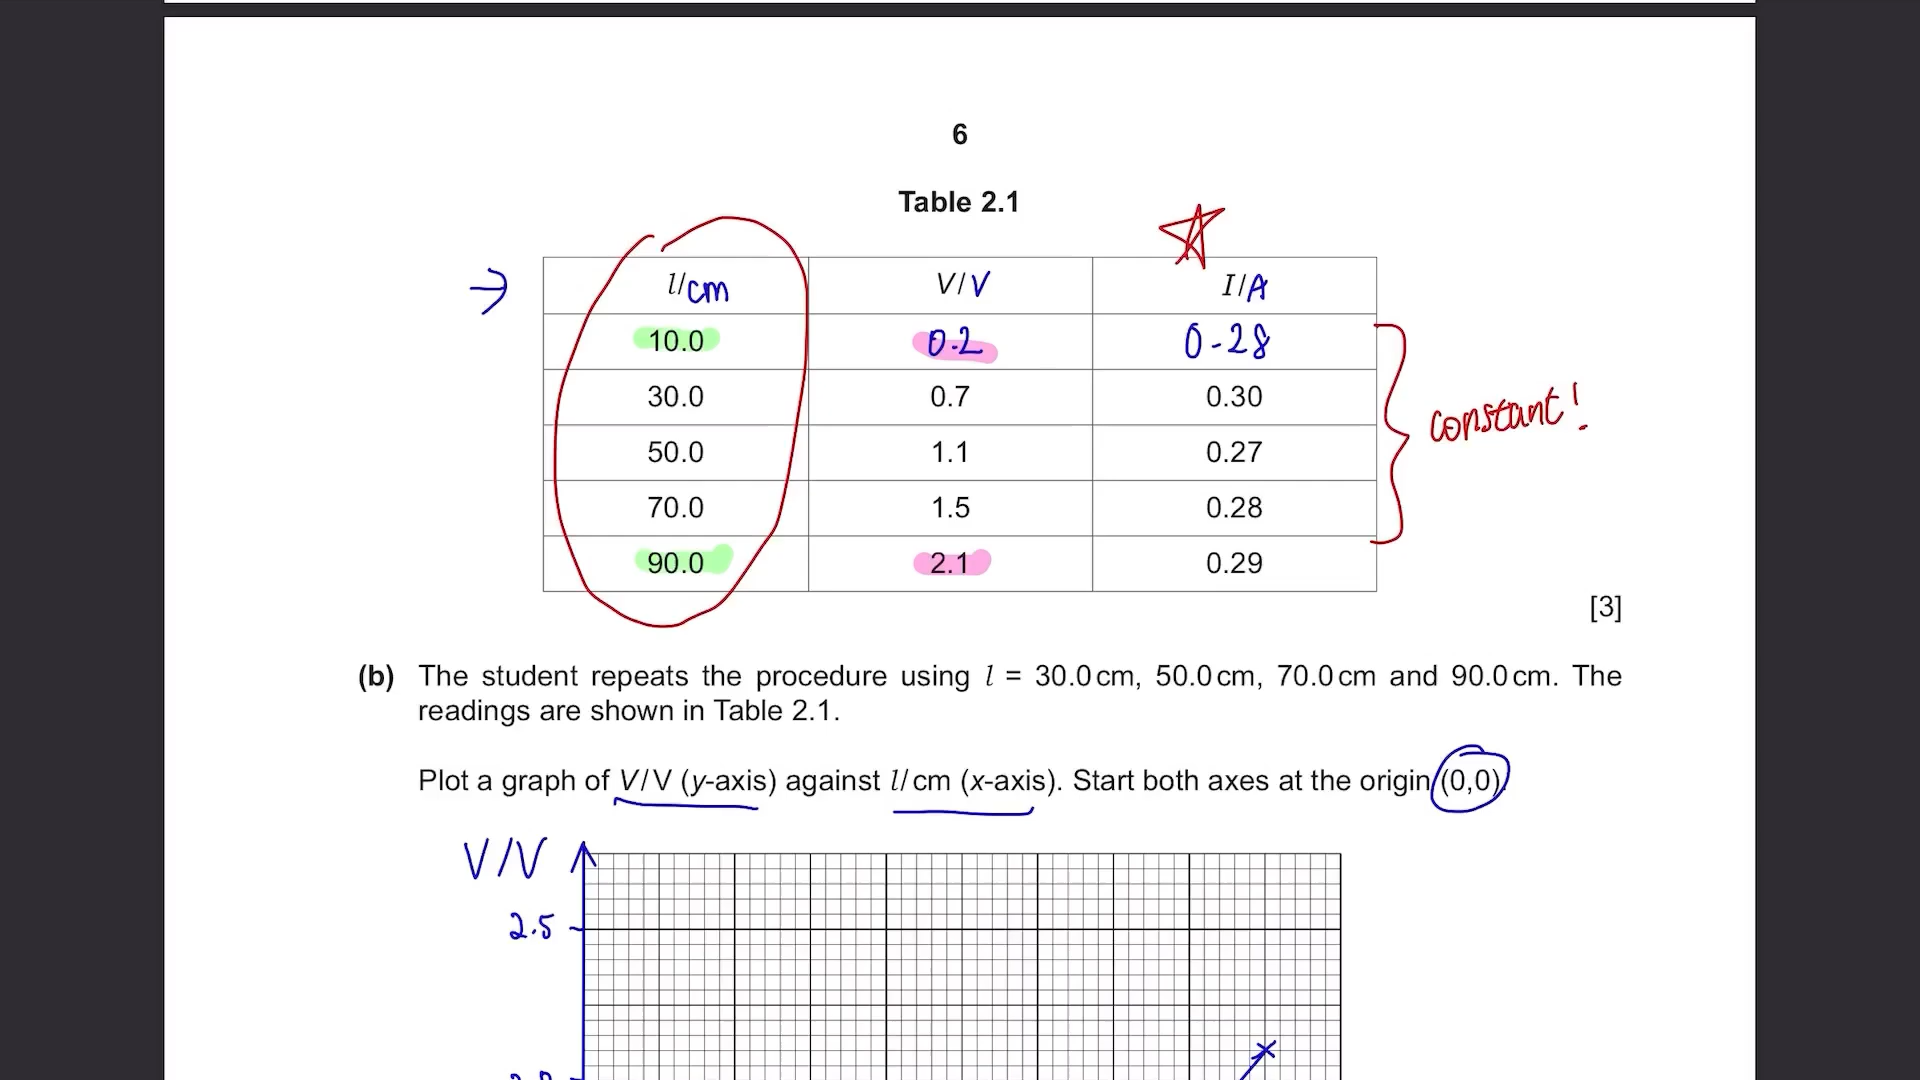 6
Table 2.1
l/cm V/V I/A
10.0 0.2 0-28
30.0 0.7 0.30
constant!
50.0 1.1 0.27
70.0 1.5 0.28
90.0 2.1 0.29
[3]
(b) The student repeats the procedure using l = 30.0 cm, 50.0 cm, 70.0 cm and 90.0 cm. The
readings are shown in Table 2.1.
Plot a graph of V/V (y-axis) against l/cm (x-axis). Start both axes at the origin (0,0).
V/V
2.5